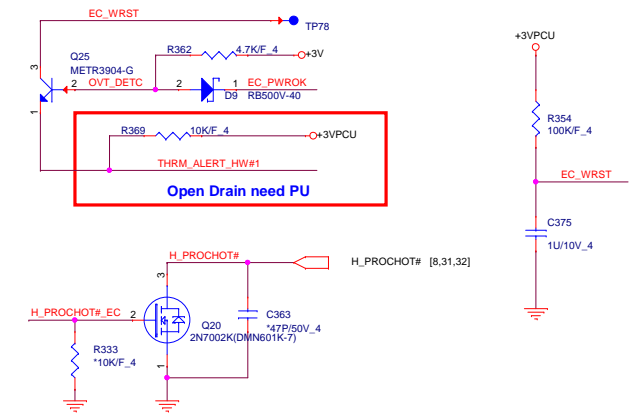 EC_WRST
TP78
R362
4.7K/F_4
+3V
Q25
METR3904-G
3
2
OVT_DETC
2
1
EC_PWROK
D9
RB500V-40
1
R369
10K/F_4
+3VPCU
THRM_ALERT_HW#1
Open Drain need PU
+3VPCU
R354
100K/F_4
EC_WRST
C375
1U/10V_4
H_PROCHOT#
H_PROCHOT# [8,31,32]
3
H_PROCHOT#_EC
2
Q20
2N7002K(DMN601K-7)
C363
*47P/50V_4
R333
*10K/F_4
1